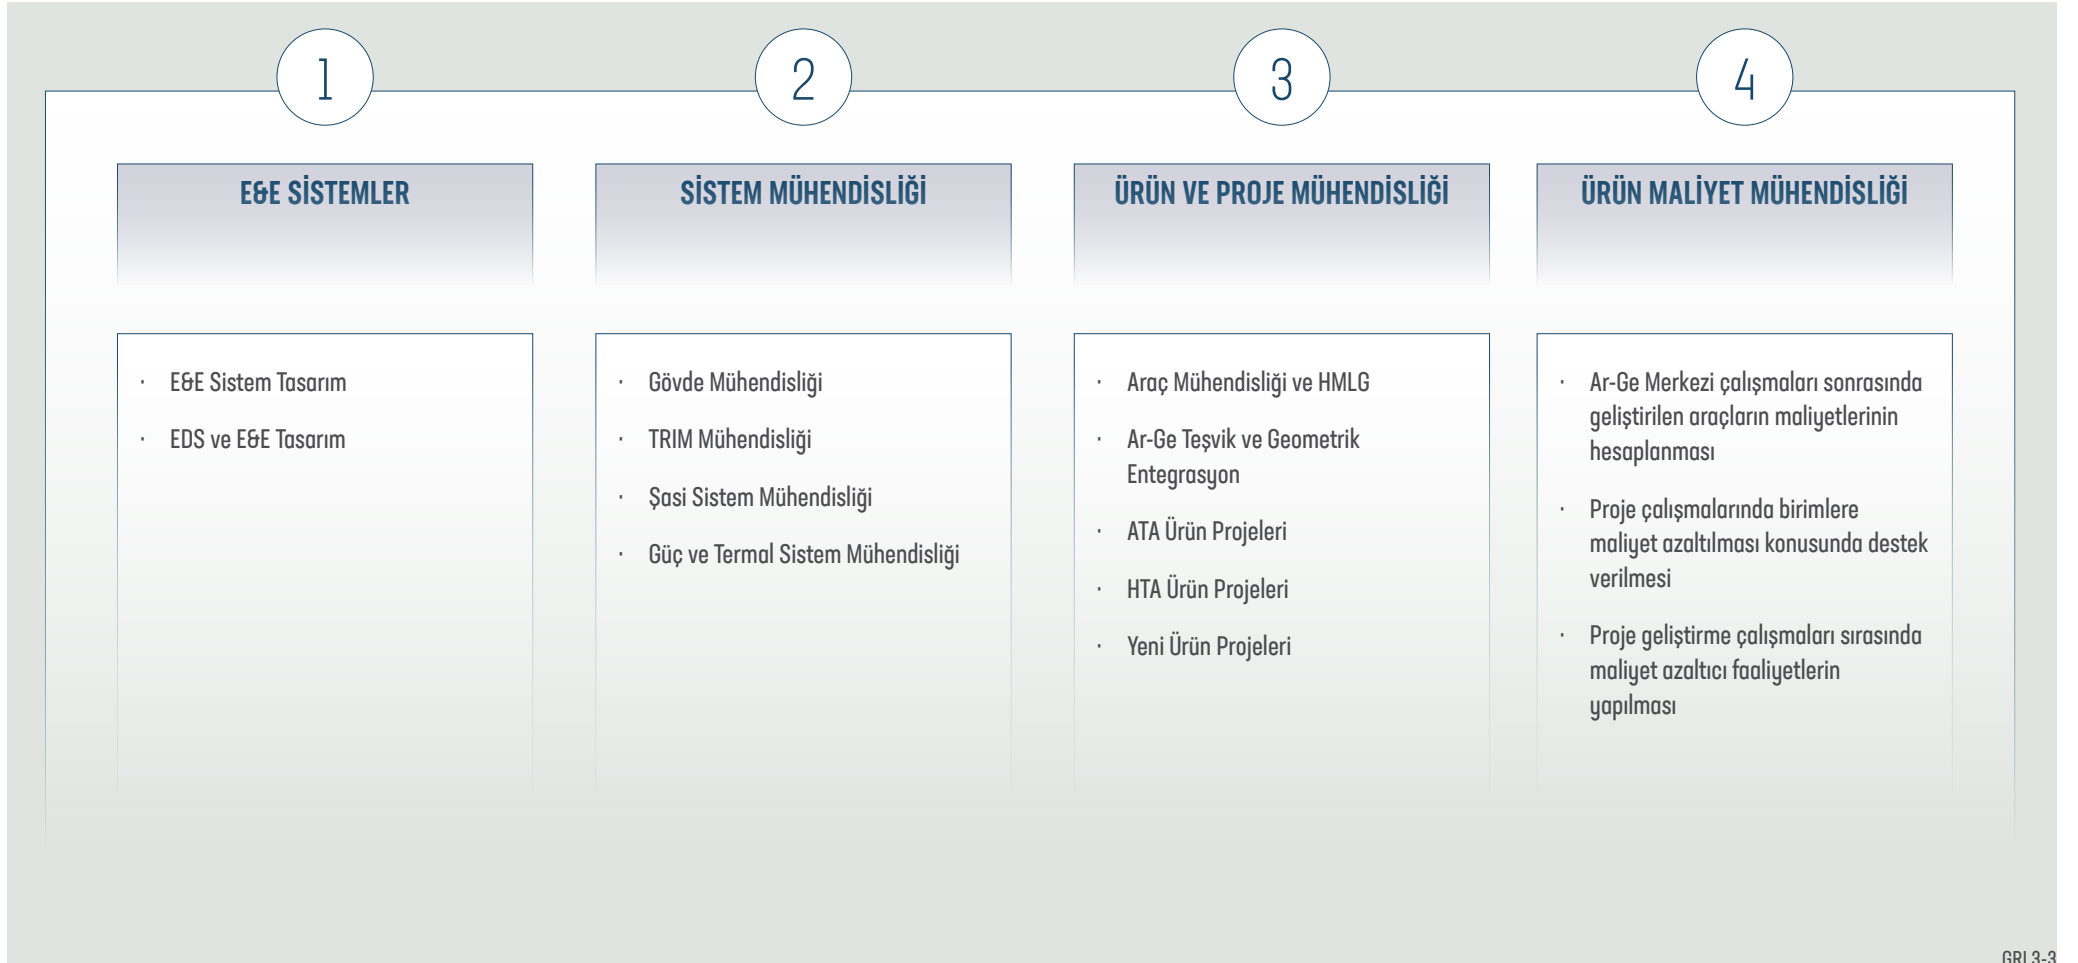 1
E&E SİSTEMLER
· E&E Sistem Tasarım
· EDS ve E&E Tasarım
2
SİSTEM MÜHENDİSLİĞİ
· Gövde Mühendisliği
· TRIM Mühendisliği
· Şasi Sistem Mühendisliği
· Güç ve Termal Sistem Mühendisliği
3
ÜRÜN VE PROJE MÜHENDİSLİĞİ
· Araç Mühendisliği ve HMLG
· Ar-Ge Teşvik ve Geometrik
Entegrasyon
· ATA Ürün Projeleri
· HTA Ürün Projeleri
· Yeni Ürün Projeleri
4
ÜRÜN MALİYET MÜHENDİSLİĞİ
· Ar-Ge Merkezi çalışmaları sonrasında
geliştirilen araçların maliyetlerinin
hesaplanması
· Proje çalışmalarında birimlere
maliyet azaltılması konusunda destek
verilmesi
· Proje geliştirme çalışmaları sırasında
maliyet azaltıcı faaliyetlerin
yapılması
GRI 3-3